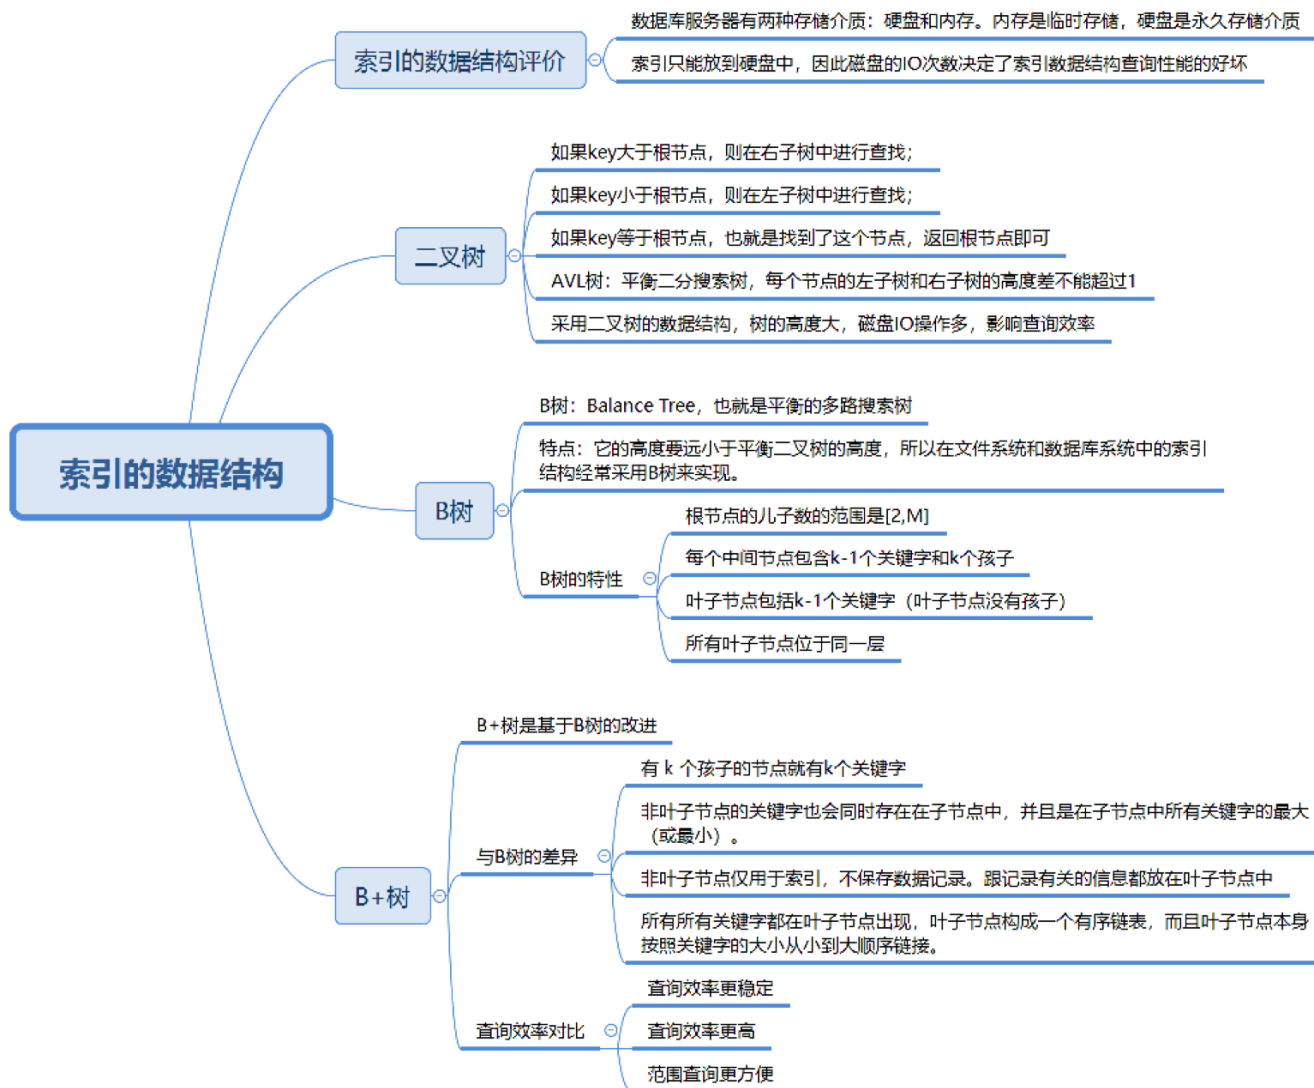 索引的数据结构
索引的数据结构评价
数据库服务器有两种存储介质：硬盘和内存。内存是临时存储，硬盘是永久存储介质
索引只能放到硬盘中，因此磁盘的IO次数决定了索引数据结构查询性能的好坏
二叉树
如果key大于根节点，则在右子树中进行查找；
如果key小于根节点，则在左子树中进行查找；
如果key等于根节点，也就是找到了这个节点，返回根节点即可
AVL树：平衡二分搜索树，每个节点的左子树和右子树的高度差不能超过1
采用二叉树的数据结构，树的高度大，磁盘IO操作多，影响查询效率
B树
B树：Balance Tree，也就是平衡的多路搜索树
特点：它的高度要远小于平衡二叉树的高度，所以在文件系统和数据库系统中的索引
结构经常采用B树来实现。
B树的特性
根节点的儿子数的范围是[2,M]
每个中间节点包含k-1个关键字和k个孩子
叶子节点包括k-1个关键字（叶子节点没有孩子）
所有叶子节点位于同一层
B+树
B+树是基于B树的改进
与B树的差异
有 k 个孩子的节点就有k个关键字
非叶子节点的关键字也会同时存在在子节点中，并且是在子节点中所有关键字的最大
（或最小）。
非叶子节点仅用于索引，不保存数据记录。跟记录有关的信息都放在叶子节点中
所有所有关键字都在叶子节点出现，叶子节点构成一个有序链表，而且叶子节点本身
按照关键字的大小从小到大顺序链接。
查询效率对比
查询效率更稳定
查询效率更高
范围查询更方便